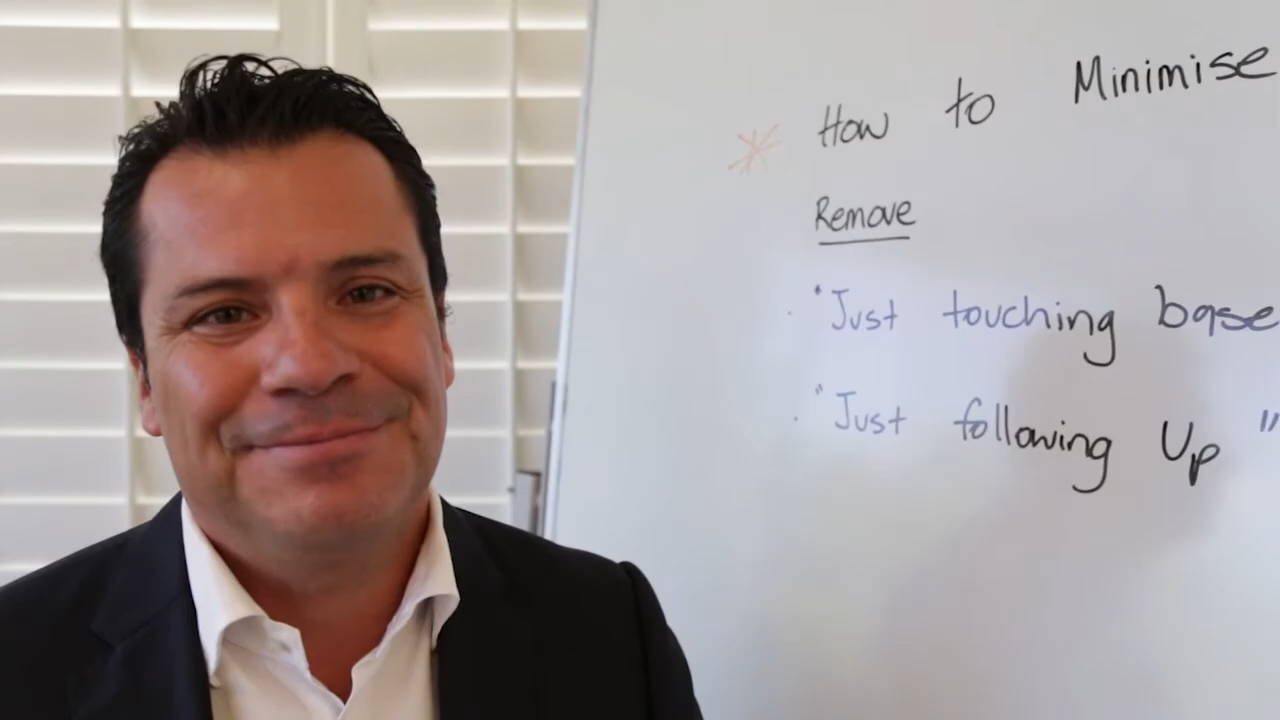 * How to Minimise
Remove
· "Just touching base
· "Just following Up "